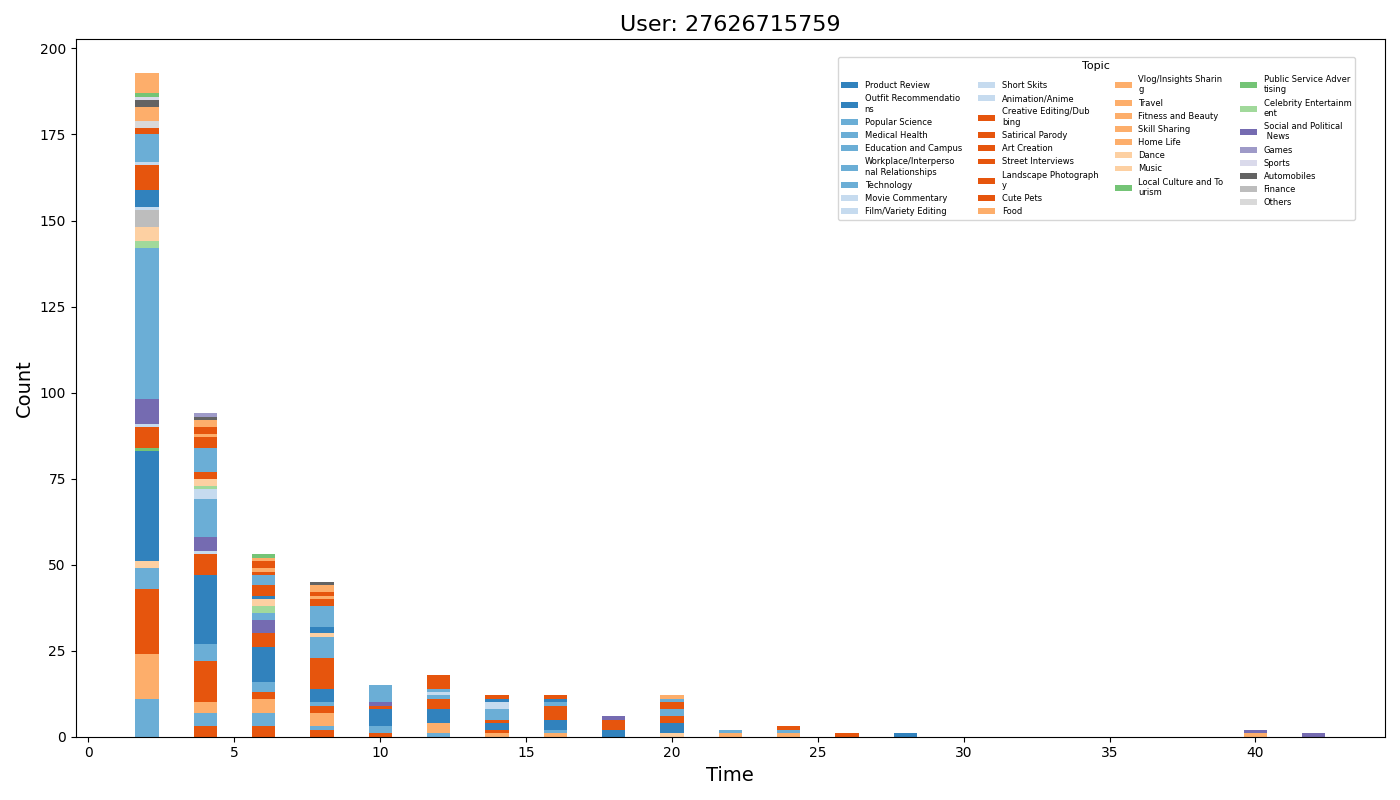 User: 27626715759
200
175
150
125
100
75
50
25
0
Count
0 5 10 15 20 25 30 35 40
Time
Topic
Product Review
Outfit Recommendatio
ns
Popular Science
Medical Health
Education and Campus
Workplace/Interperso
nal Relationships
Technology
Movie Commentary
Film/Variety Editing
Short Skits
Animation/Anime
Creative Editing/Dub
bing
Satirical Parody
Art Creation
Street Interviews
Landscape Photograph
y
Cute Pets
Food
Vlog/Insights Sharin
g
Travel
Fitness and Beauty
Skill Sharing
Home Life
Dance
Music
Local Culture and To
urism
Public Service Adver
tising
Celebrity Entertainm
ent
Social and Political
News
Games
Sports
Automobiles
Finance
Others